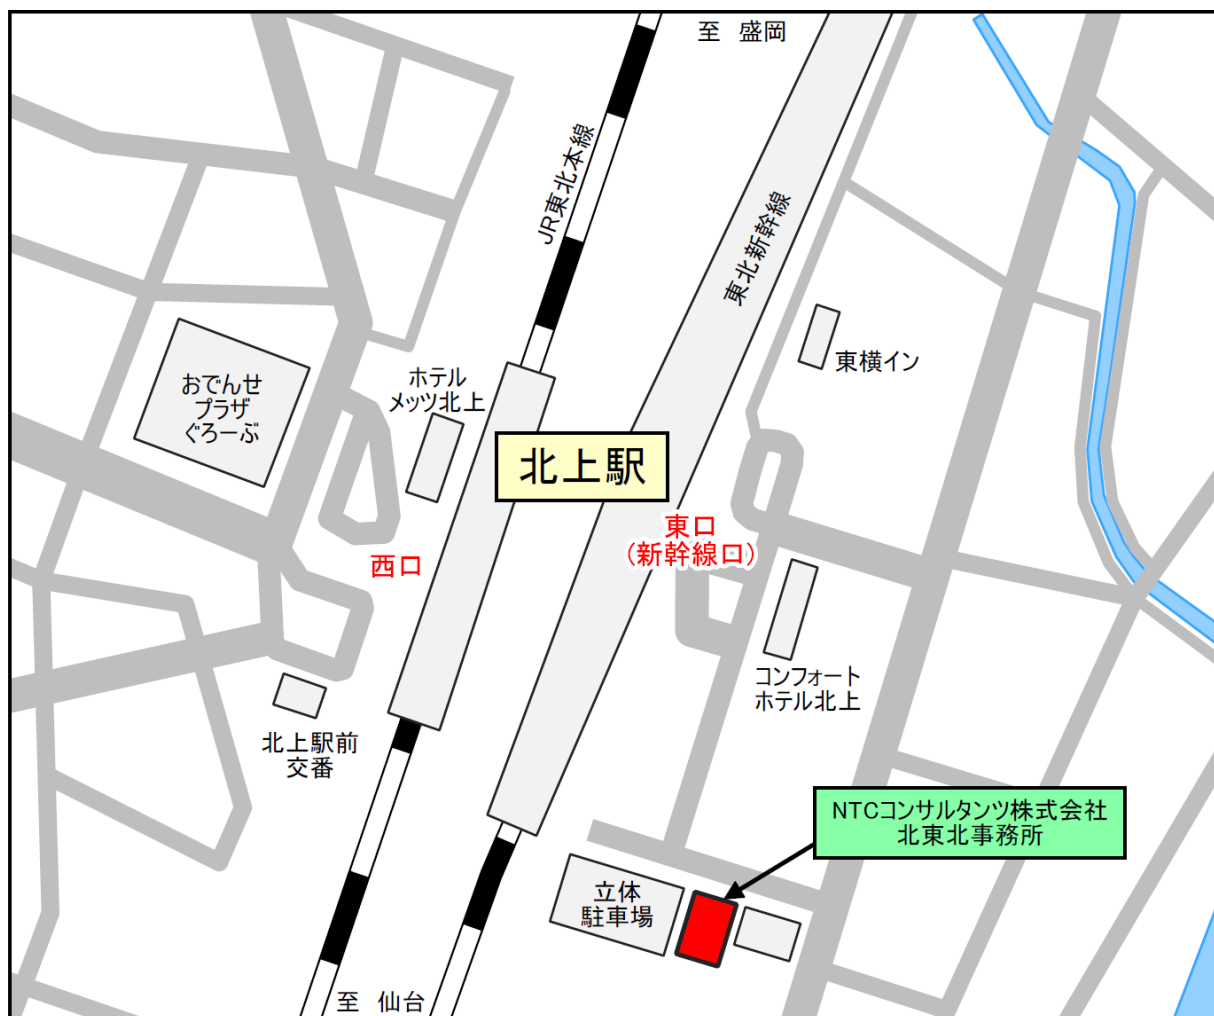 至 盛岡
JR東北本線
東北新幹線
東横イン
ホテル
メッツ北上
おでんせ
プラザ
ぐろーぶ
北上駅
東口
(新幹線口)
西口
コンフォート
ホテル北上
北上駅前
交番
NTCコンサルタンツ株式会社
北東北事務所
立体
駐車場
至 仙台